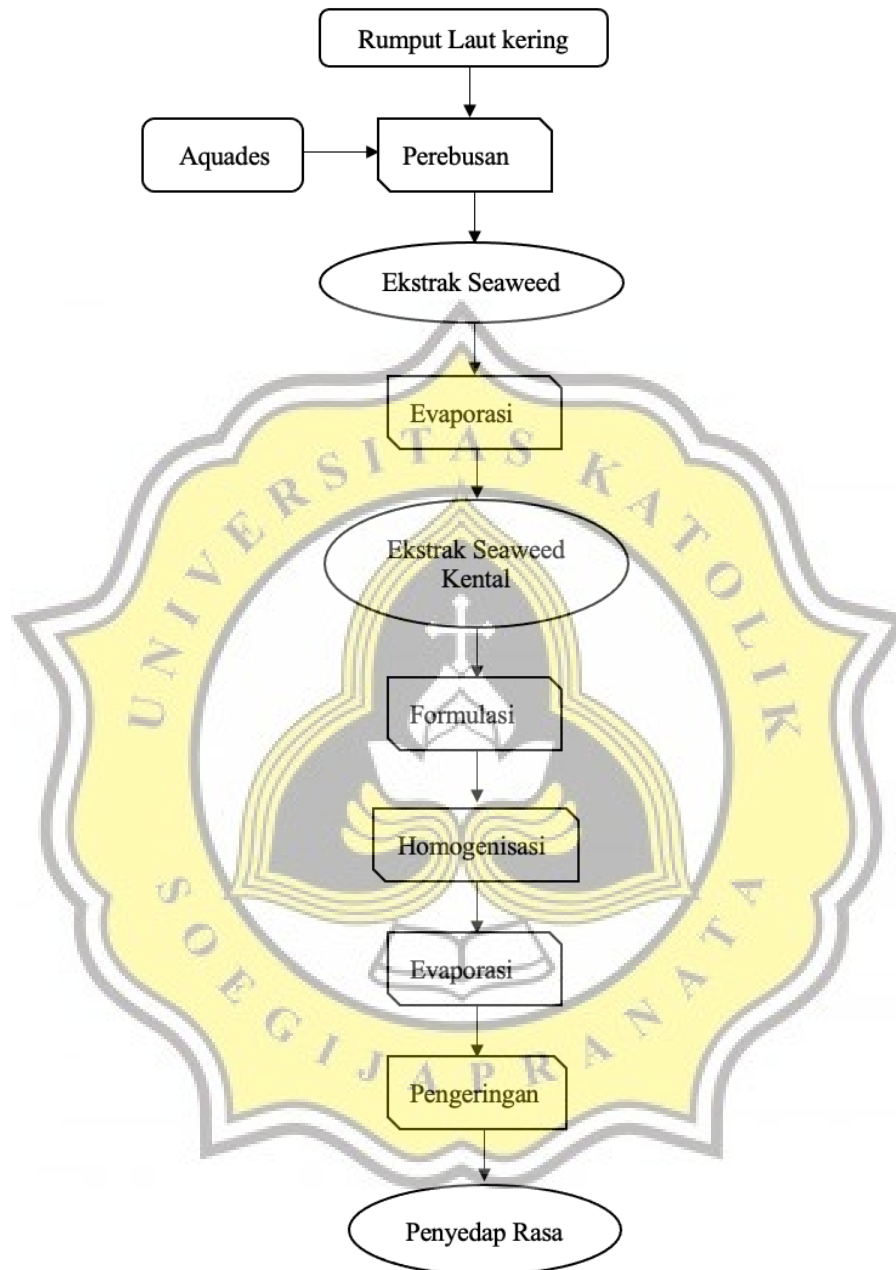 Rumput Laut kering
Aquades
Perebusan
Ekstrak Seaweed
Evaporasi
Ekstrak Seaweed
Kental
Formulasi
Homogenisasi
Evaporasi
Pengeringan
Penyedap Rasa
UNIVERSITAS KATOLIK
SOEGIJAPRANATA